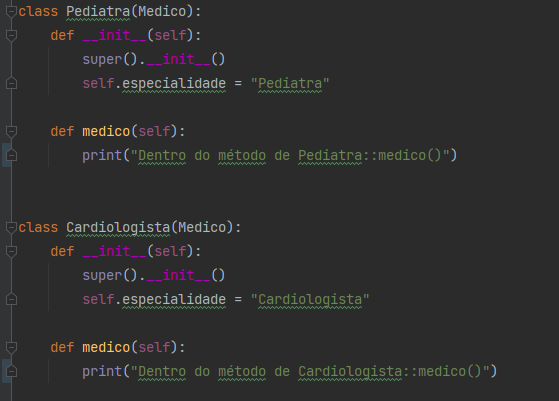 class Pediatra(Medico):
    def __init__(self):
        super().__init__()
        self.especialidade = "Pediatra"
    def medico(self):
        print("Dentro do método de Pediatra::medico()")
class Cardiologista(Medico):
    def __init__(self):
        super().__init__()
        self.especialidade = "Cardiologista"
    def medico(self):
        print("Dentro do método de Cardiologista::medico()")